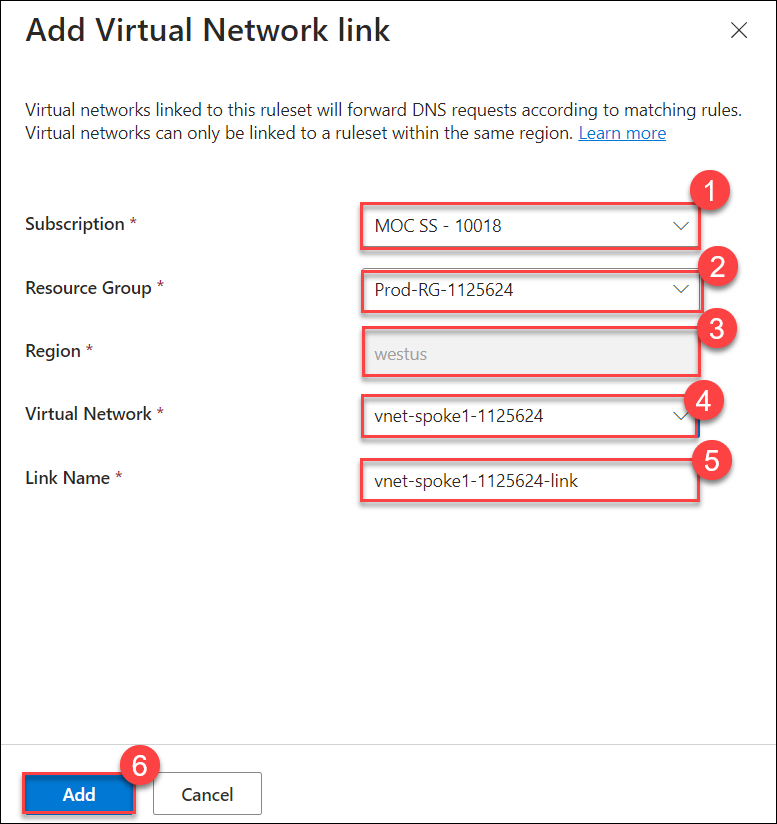 Add Virtual Network link
Virtual networks linked to this ruleset will forward DNS requests according to matching rules.
Virtual networks can only be linked to a ruleset within the same region. Learn more
1
Subscription *
MOC SS - 10018
2
Resource Group *
Prod-RG-1125624
3
Region *
westus
4
Virtual Network *
vnet-spoke1-1125624
5
Link Name *
vnet-spoke1-1125624-link
6
Add
Cancel